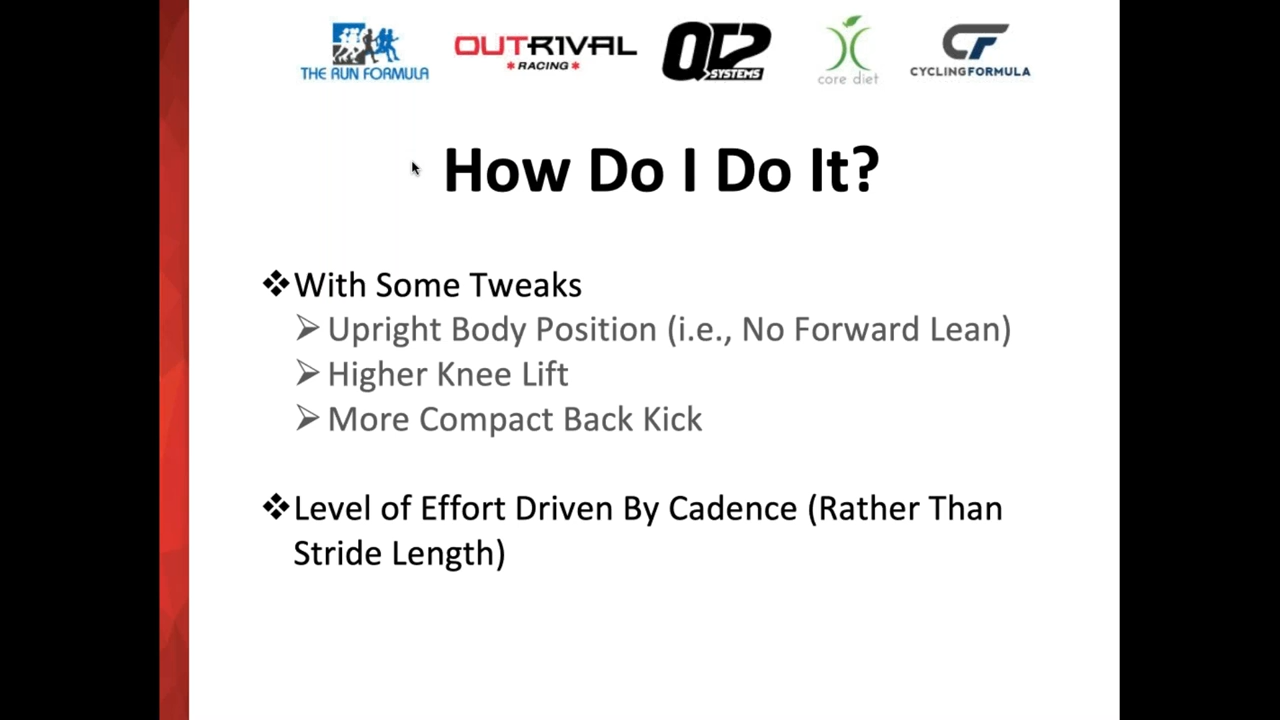 THE RUN FORMULA
OUTRIVAL
RACING
QT2
SYSTEMS
core diet
CF
CYCLINGFORMULA
How Do I Do It?
With Some Tweaks
Upright Body Position (i.e., No Forward Lean)
Higher Knee Lift
More Compact Back Kick
Level of Effort Driven By Cadence (Rather Than
Stride Length)